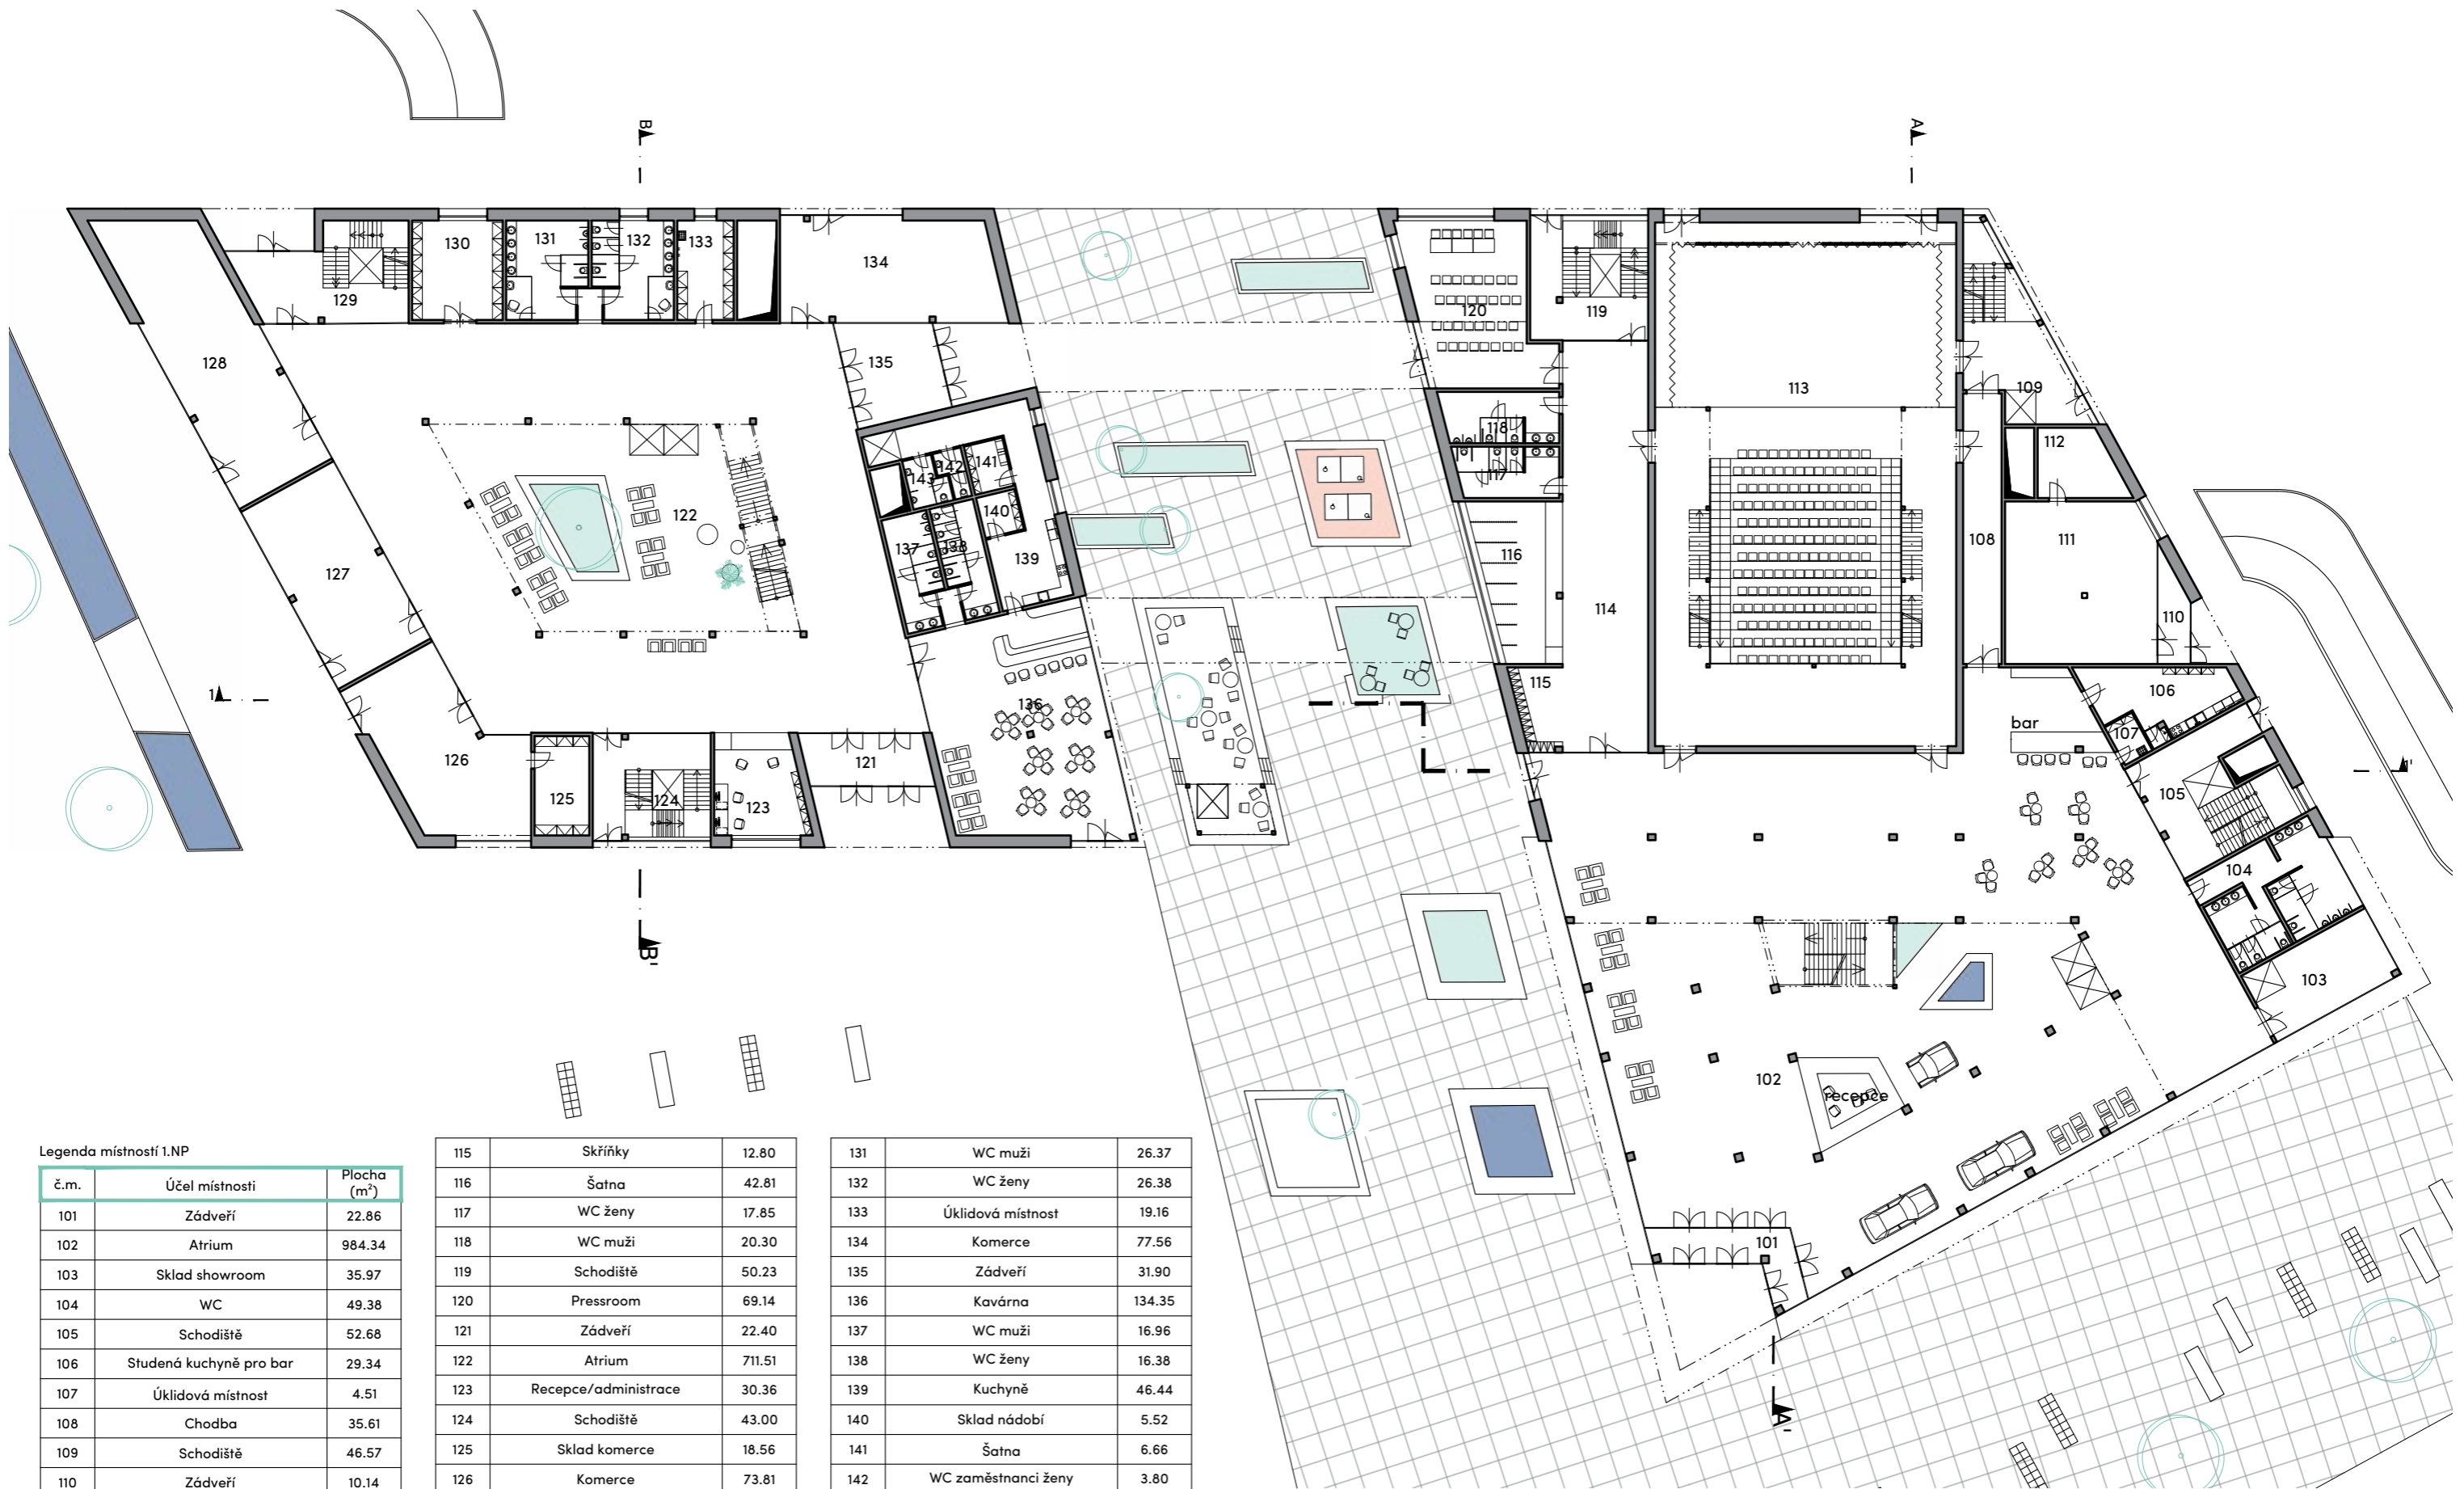 B
A
130
131
132
133
134
129
120
119
128
135
113
109
118
112
142
141
143
117
122
140
116
108
111
137
138
139
127
114
110
115
106
1
136
bar
107
126
121
1'
125
124
123
105
104
B'
103
102
recepce
101
A'
Legenda místností 1.NP
č.m. Účel místnosti Plocha (m²)
101 Zádveří 22.86
102 Atrium 984.34
103 Sklad showroom 35.97
104 WC 49.38
105 Schodiště 52.68
106 Studená kuchyně pro bar 29.34
107 Úklidová místnost 4.51
108 Chodba 35.61
109 Schodiště 46.57
110 Zádveří 10.14
115 Skříňky 12.80
116 Šatna 42.81
117 WC ženy 17.85
118 WC muži 20.30
119 Schodiště 50.23
120 Pressroom 69.14
121 Zádveří 22.40
122 Atrium 711.51
123 Recepce/administrace 30.36
124 Schodiště 43.00
125 Sklad komerce 18.56
126 Komerce 73.81
131 WC muži 26.37
132 WC ženy 26.38
133 Úklidová místnost 19.16
134 Komerce 77.56
135 Zádveří 31.90
136 Kavárna 134.35
137 WC muži 16.96
138 WC ženy 16.38
139 Kuchyně 46.44
140 Sklad nádobí 5.52
141 Šatna 6.66
142 WC zaměstnanci ženy 3.80